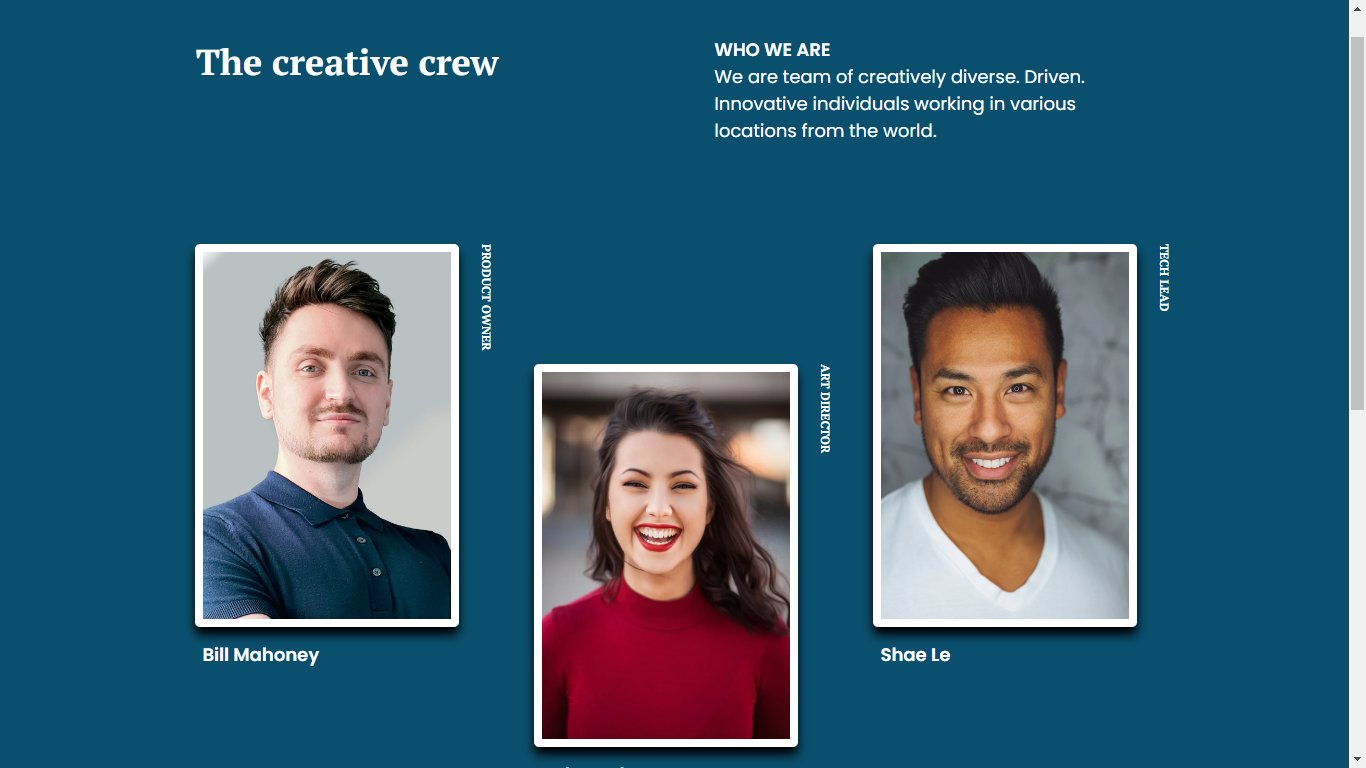 The creative crew
WHO WE ARE
We are team of creatively diverse. Driven.
Innovative individuals working in various
locations from the world.
PRODUCT OWNER
TECH LEAD
ART DIRECTOR
Bill Mahoney
Shae Le